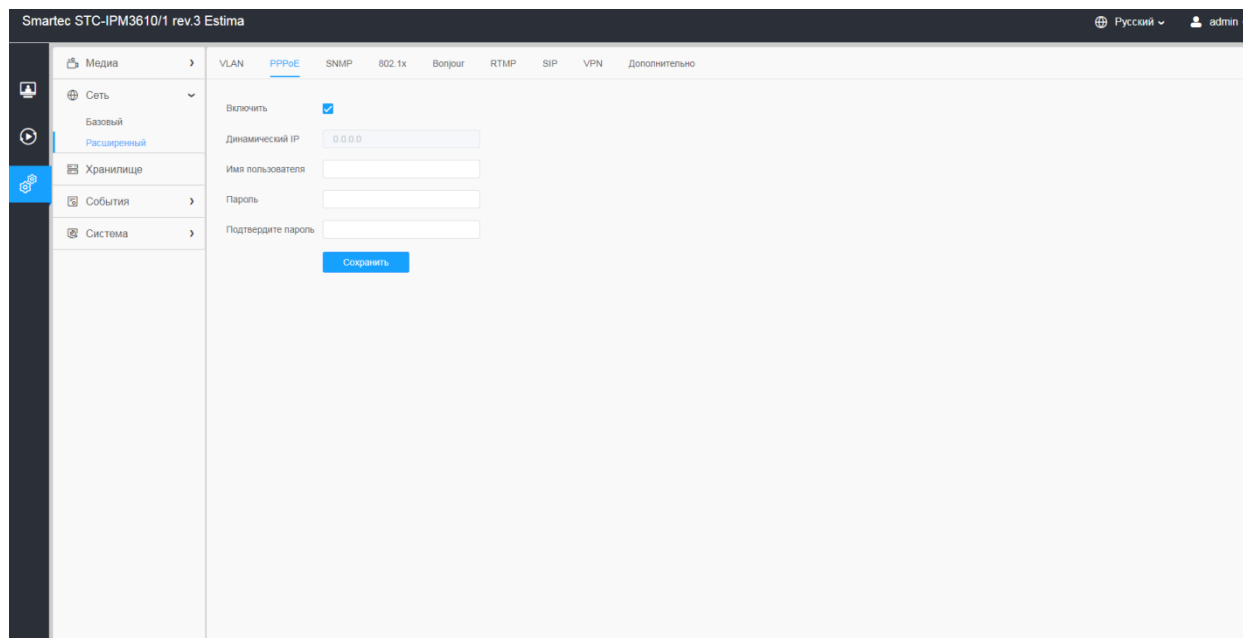 Smartec STC-IPM3610/1 rev.3 Estima
Русский
admin
Медиа
Сеть
Базовый
Расширенный
Хранилище
События
Система
VLAN PPPoE SNMP 802.1x Bonjour RTMP SIP VPN Дополнительно
Включить
Динамический IP 0.0.0.0
Имя пользователя
Пароль
Подтвердите пароль
Сохранить